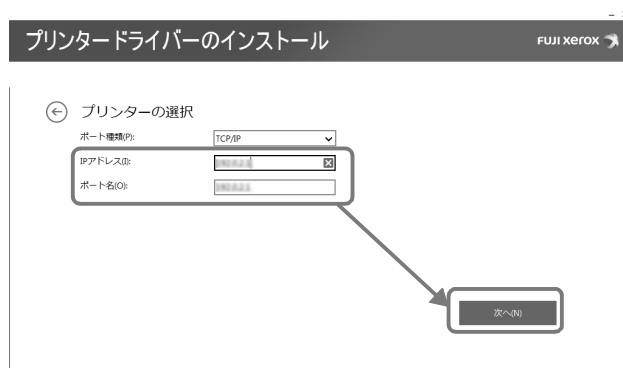 プリンタードライバーのインストール
FUJI XEROX
プリンターの選択
ポート種類(P):
TCP/IP
IPアドレス(I):
ポート名(O):
次へ(N)